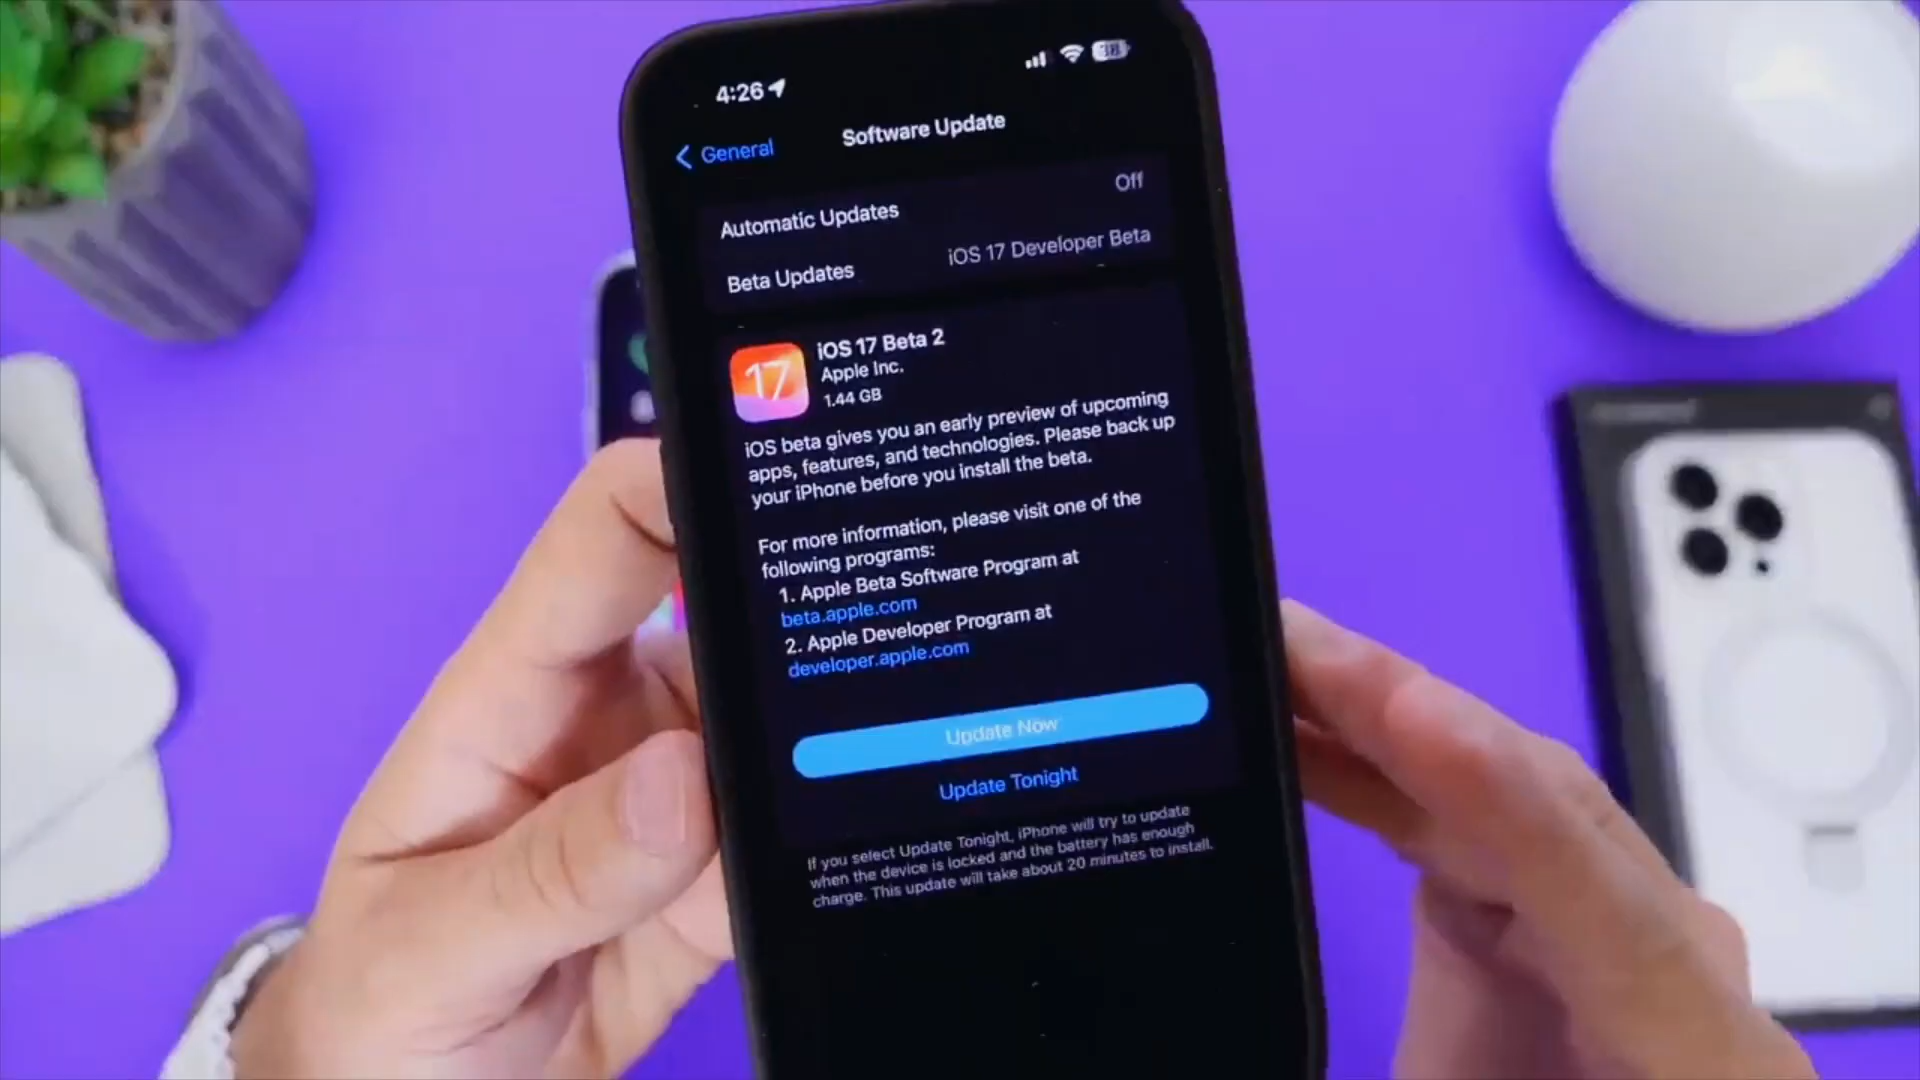 4:26
38
General
Software Update
Automatic Updates
Off
Beta Updates
iOS 17 Developer Beta
17
iOS 17 Beta 2
Apple Inc.
1.44 GB
iOS beta gives you an early preview of upcoming
apps, features, and technologies. Please back up
your iPhone before you install the beta.
For more information, please visit one of the
following programs:
1. Apple Beta Software Program at
beta.apple.com
2. Apple Developer Program at
developer.apple.com
Update Now
Update Tonight
If you select Update Tonight, iPhone will try to update
when the device is locked and the battery has enough
charge. This update will take about 20 minutes to install.